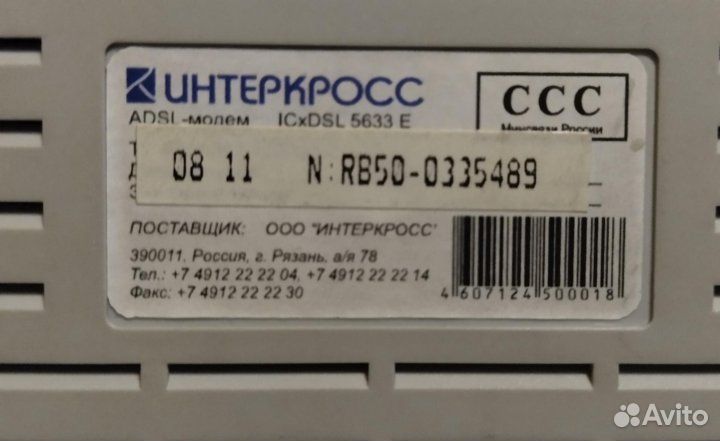 ИНТЕРКРОСС
ADSL-модем ICxDSL 5633 E
ССС
Минсвязи России
08 11 N:RB50-0335489
ПОСТАВЩИК: ООО "ИНТЕРКРОСС"
390011, Россия, г. Рязань, а/я 78
Тел.: +7 4912 22 22 04, +7 4912 22 22 14
Факс: +7 4912 22 22 30
4 607124 500018
Avito